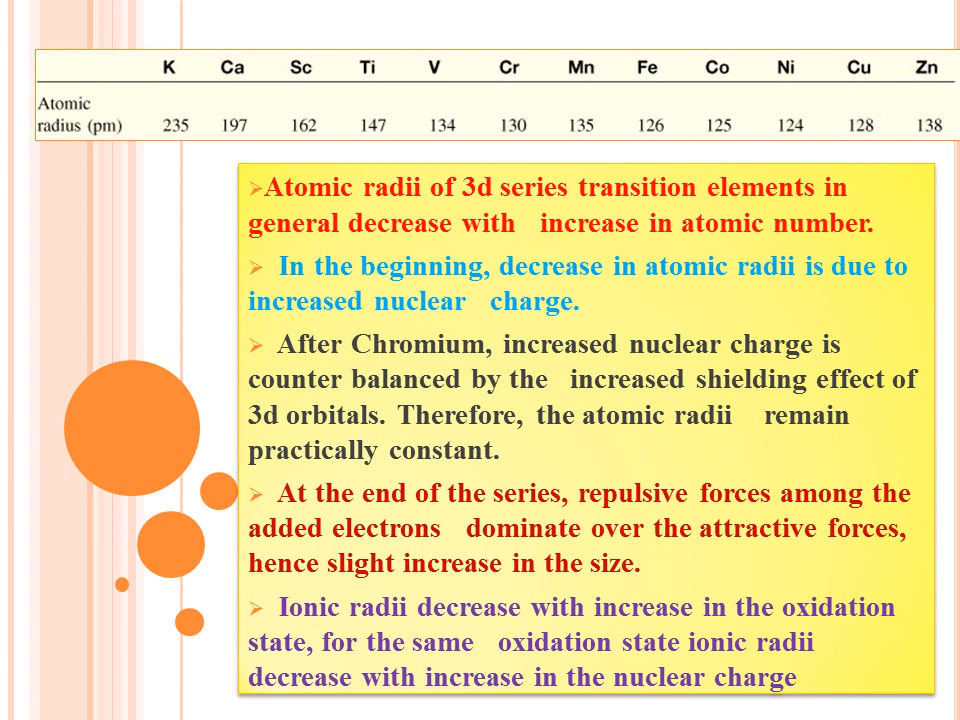 K Ca Sc Ti V Cr Mn Fe Co Ni Cu Zn
Atomic
radius (pm) 235 197 162 147 134 130 135 126 125 124 128 138
➢Atomic radii of 3d series transition elements in
general decrease with increase in atomic number.
➢ In the beginning, decrease in atomic radii is due to
increased nuclear charge.
➢ After Chromium, increased nuclear charge is
counter balanced by the increased shielding effect of
3d orbitals. Therefore, the atomic radii remain
practically constant.
➢ At the end of the series, repulsive forces among the
added electrons dominate over the attractive forces,
hence slight increase in the size.
➢ Ionic radii decrease with increase in the oxidation
state, for the same oxidation state ionic radii
decrease with increase in the nuclear charge